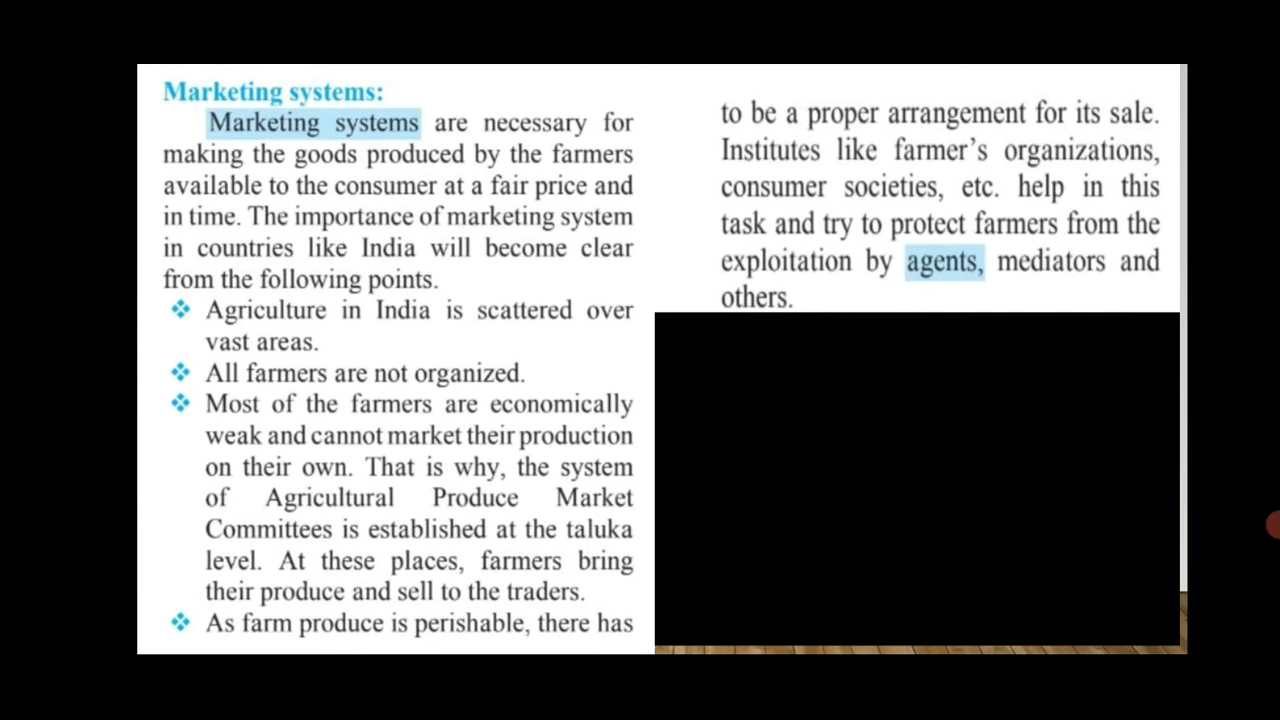 Marketing systems:
Marketing systems are necessary for
making the goods produced by the farmers
available to the consumer at a fair price and
in time. The importance of marketing system
in countries like India will become clear
from the following points.
❖ Agriculture in India is scattered over
vast areas.
❖ All farmers are not organized.
❖ Most of the farmers are economically
weak and cannot market their production
on their own. That is why, the system
of Agricultural Produce Market
Committees is established at the taluka
level. At these places, farmers bring
their produce and sell to the traders.
❖ As farm produce is perishable, there has
to be a proper arrangement for its sale.
Institutes like farmer’s organizations,
consumer societies, etc. help in this
task and try to protect farmers from the
exploitation by agents, mediators and
others.